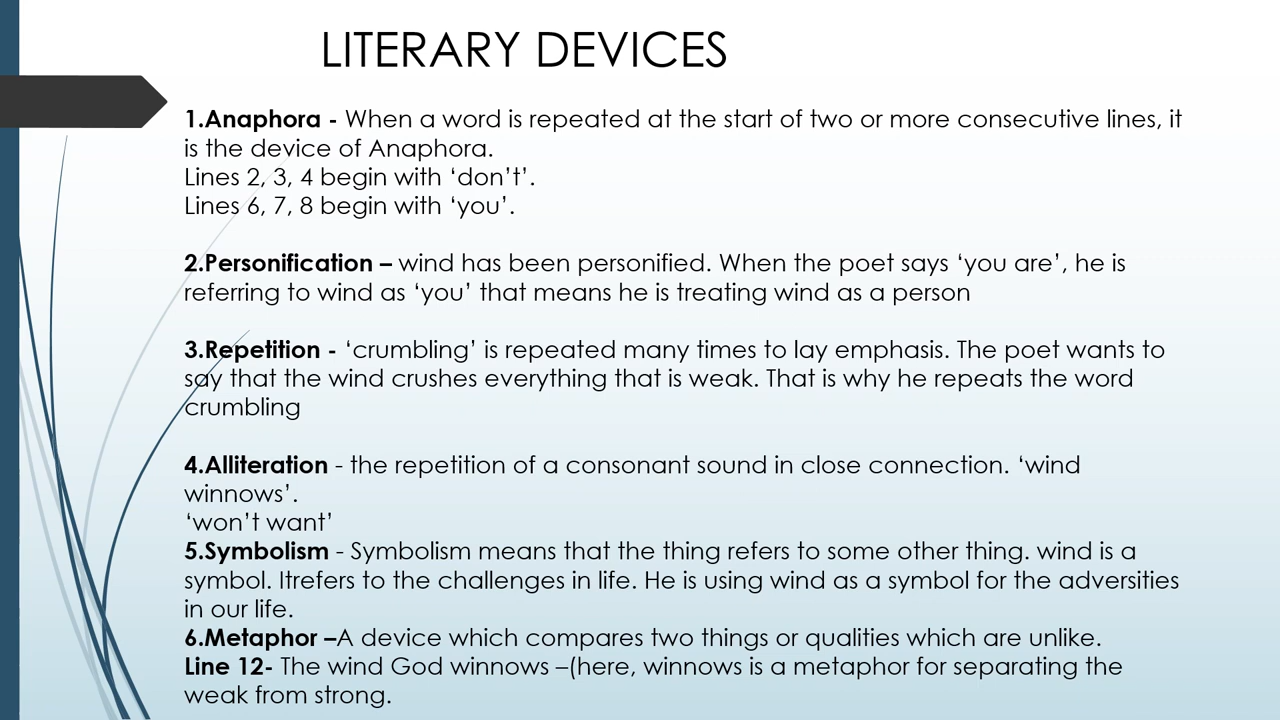 LITERARY DEVICES
1.Anaphora - When a word is repeated at the start of two or more consecutive lines, it
is the device of Anaphora.
Lines 2, 3, 4 begin with ‘don’t’.
Lines 6, 7, 8 begin with ‘you’.
2.Personification – wind has been personified. When the poet says ‘you are’, he is
referring to wind as ‘you’ that means he is treating wind as a person
3.Repetition - ‘crumbling’ is repeated many times to lay emphasis. The poet wants to
say that the wind crushes everything that is weak. That is why he repeats the word
crumbling
4.Alliteration - the repetition of a consonant sound in close connection. ‘wind
winnows’.
‘won’t want’
5.Symbolism - Symbolism means that the thing refers to some other thing. wind is a
symbol. Itrefers to the challenges in life. He is using wind as a symbol for the adversities
in our life.
6.Metaphor –A device which compares two things or qualities which are unlike.
Line 12- The wind God winnows –(here, winnows is a metaphor for separating the
weak from strong.